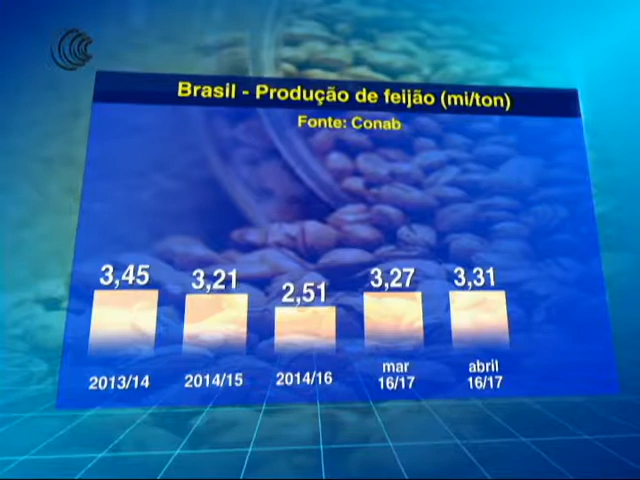 Brasil - Produção de feijão (mi/ton)
Fonte: Conab
3,45
3,21
2,51
3,27
3,31
2013/14
2014/15
2014/16
mar
16/17
abril
16/17